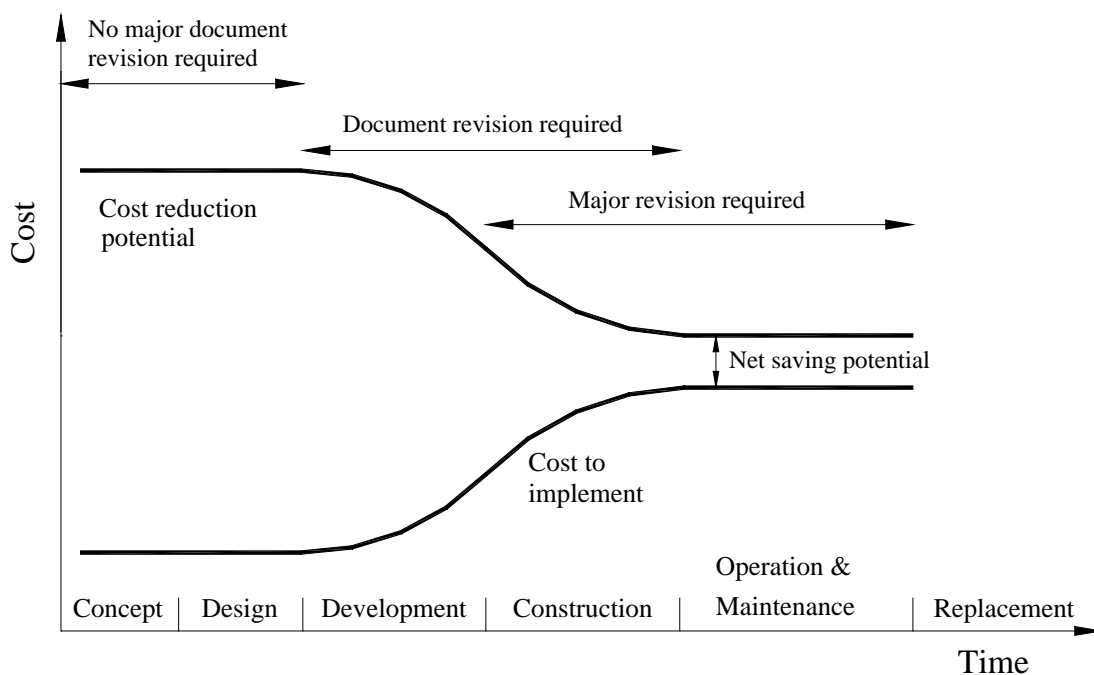 No major document
revision required
Document revision required
Cost reduction
potential
Major revision required
Cost
Net saving potential
Cost to
implement
Operation &
Maintenance
Concept
Design
Development
Construction
Replacement
Time